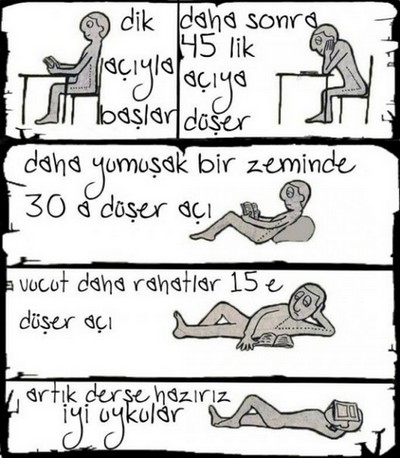 dik
açıyla
başlar
daha sonra
45 lik
açıya
düşer
daha yumuşak bir zeminde
30 a düşer açı
vücut daha rahatlar 15 e
düşer açı
artık derse hazırız
iyi uykular